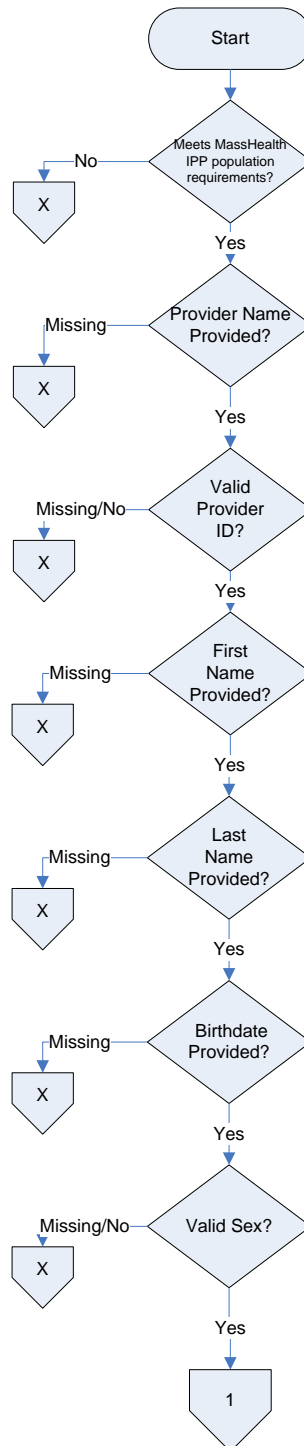 Start
Meets MassHealth
IPP population
requirements?
No
X
Yes
Provider Name
Provided?
Missing
X
Yes
Valid
Provider
ID?
Missing/No
X
Yes
First
Name
Provided?
Missing
X
Yes
Last
Name
Provided?
Missing
X
Yes
Birthdate
Provided?
Missing
X
Yes
Valid Sex?
Missing/No
X
Yes
1